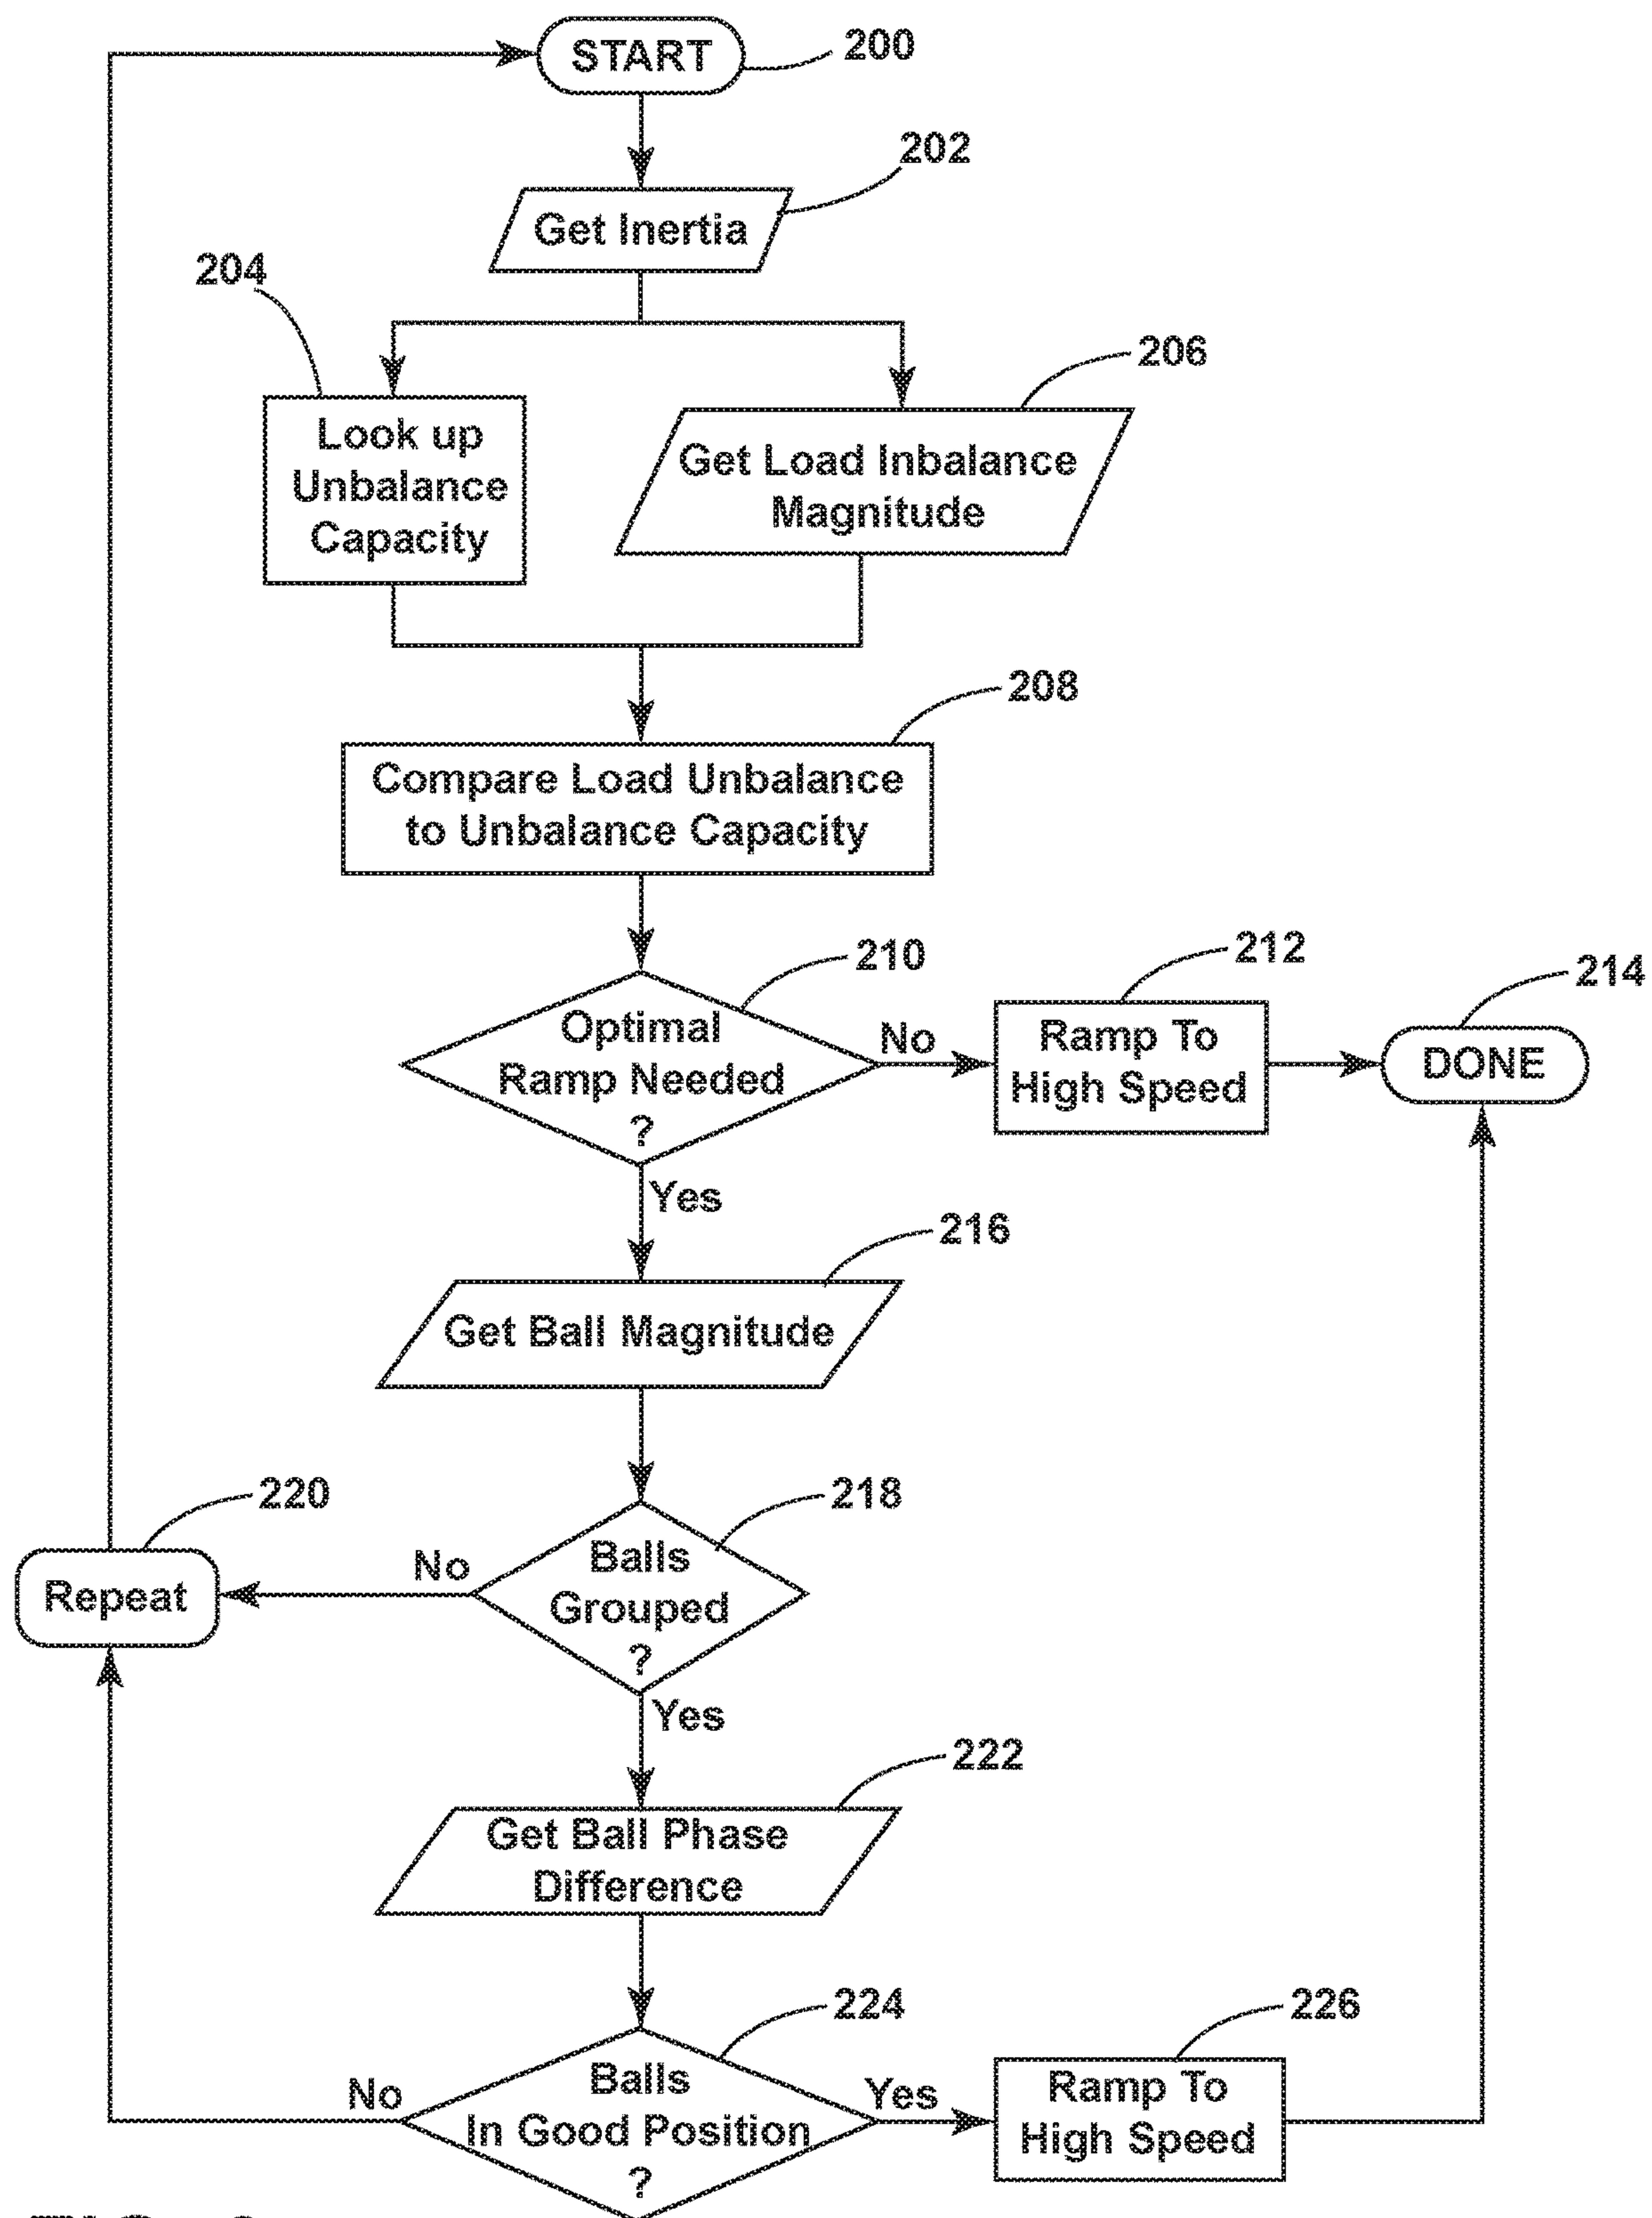 START
200
202
Get Inertia
204
206
Look up
Unbalance
Capacity
Get Load Inbalance
Magnitude
208
Compare Load Unbalance
to Unbalance Capacity
210
212
214
Optimal
Ramp Needed
?
No
Ramp To
High Speed
DONE
Yes
216
Get Ball Magnitude
220
218
Repeat
No
Balls
Grouped
?
Yes
222
Get Ball Phase
Difference
224
226
No
Balls
In Good Position
?
Yes
Ramp To
High Speed